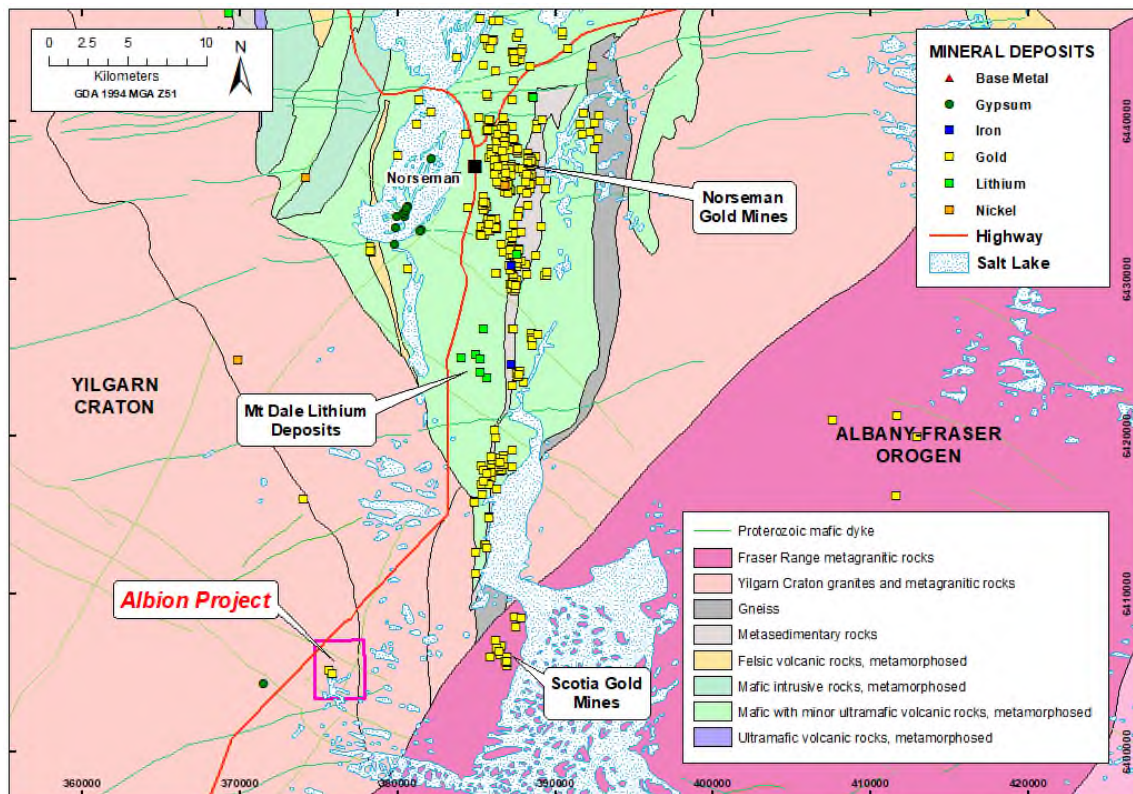 0 2.5 5 10
N
Kilometers
GDA 1994 MGA Z51
MINERAL DEPOSITS
Base Metal
Gypsum
Iron
Gold
Lithium
Nickel
Highway
Salt Lake
Norseman
Norseman
Gold Mines
YILGARN
CRATON
Mt Dale Lithium
Deposits
ALBANY-FRASER
OROGEN
Albion Project
Scotia Gold
Mines
Proterozoic mafic dyke
Fraser Range metagranitic rocks
Yilgarn Craton granites and metagranitic rocks
Gneiss
Metasedimentary rocks
Felsic volcanic rocks, metamorphosed
Mafic intrusive rocks, metamorphosed
Mafic with minor ultramafic volcanic rocks, metamorphosed
Ultramafic volcanic rocks, metamorphosed
6440000
6430000
6420000
6410000
6400000
360000 370000 380000 390000 400000 410000 420000